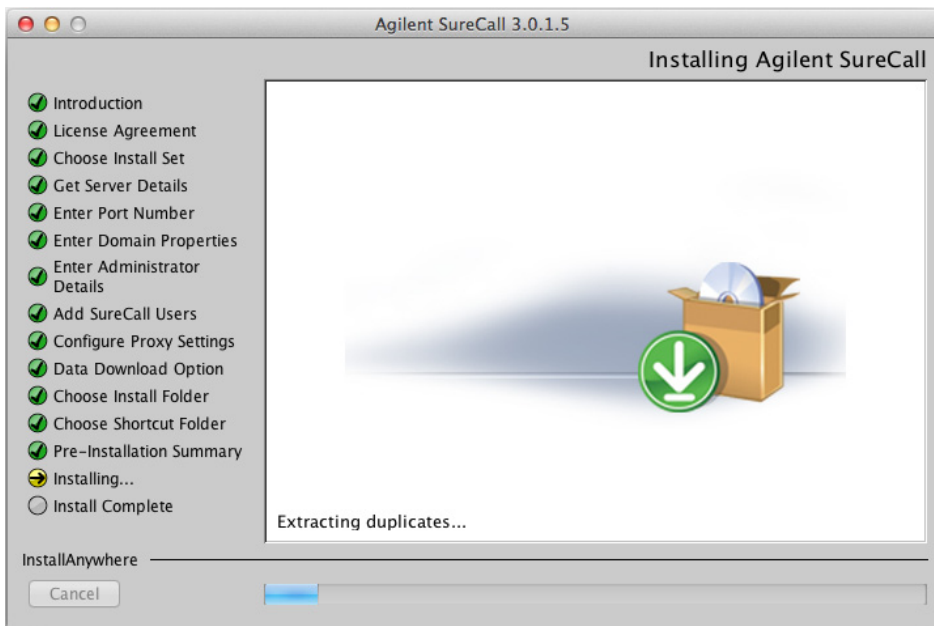 Agilent SureCall 3.0.1.5
Installing Agilent SureCall
Introduction
License Agreement
Choose Install Set
Get Server Details
Enter Port Number
Enter Domain Properties
Enter Administrator
Details
Add SureCall Users
Configure Proxy Settings
Data Download Option
Choose Install Folder
Choose Shortcut Folder
Pre-Installation Summary
Installing...
Install Complete
Extracting duplicates...
InstallAnywhere
Cancel